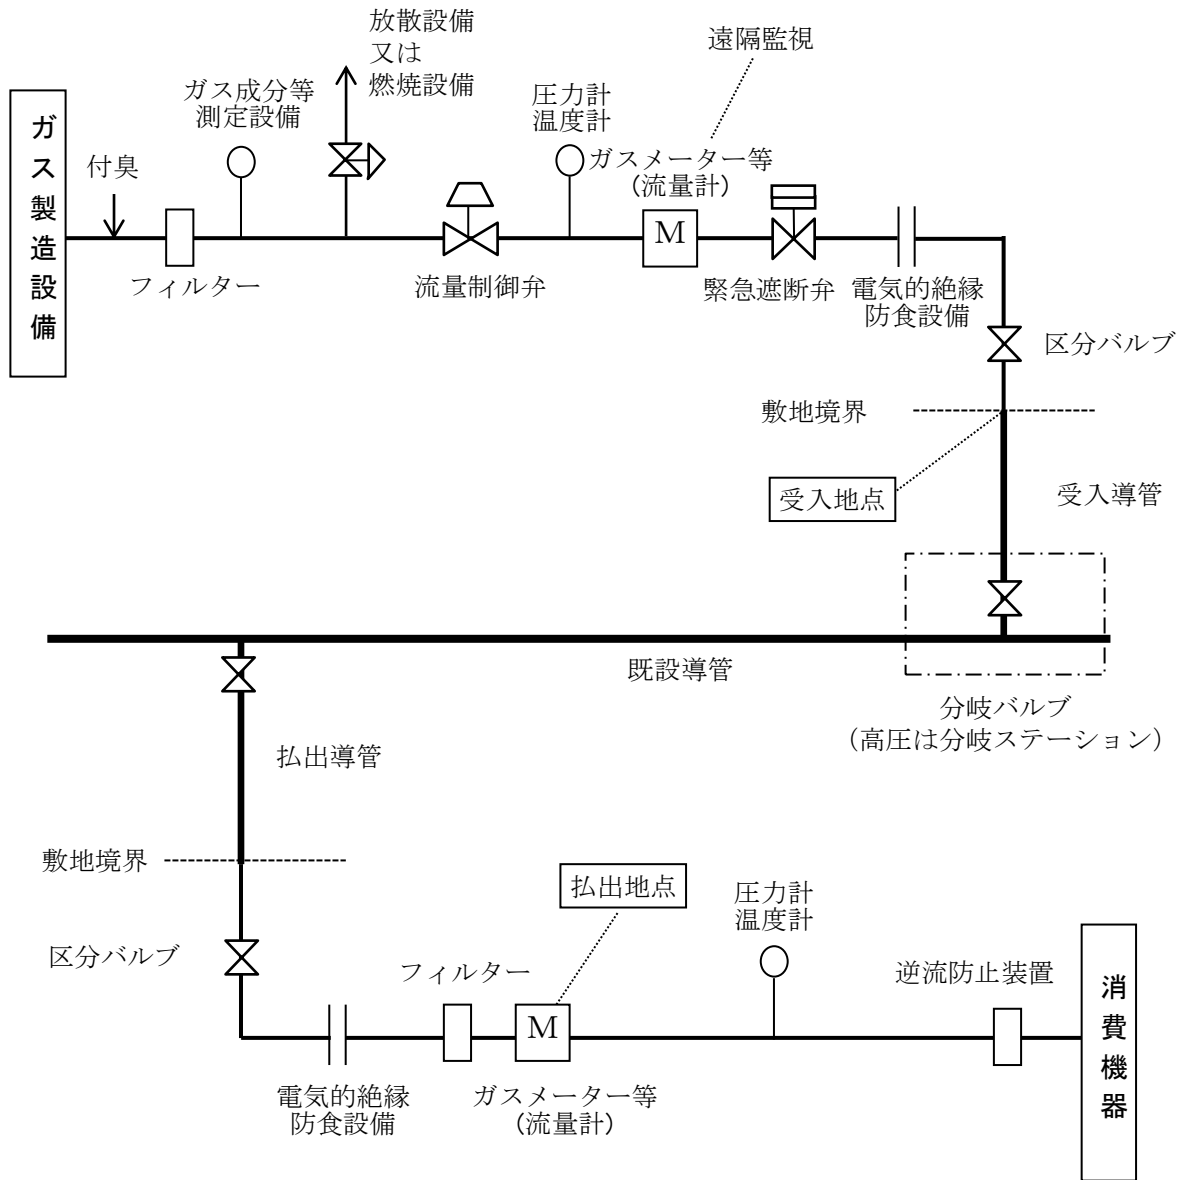 放散設備
又は
燃焼設備
遠隔監視
ガス成分等
測定設備
圧力計
温度計
ガス製造設備
付臭
ガスメーター等
（流量計）
M
フィルター
流量制御弁
緊急遮断弁
電気的絶縁
防食設備
区分バルブ
敷地境界
受入地点
受入導管
既設導管
分岐バルブ
（高圧は分岐ステーション）
払出導管
敷地境界
払出地点
圧力計
温度計
区分バルブ
フィルター
逆流防止装置
消費機器
M
電気的絶縁
防食設備
ガスメーター等
（流量計）